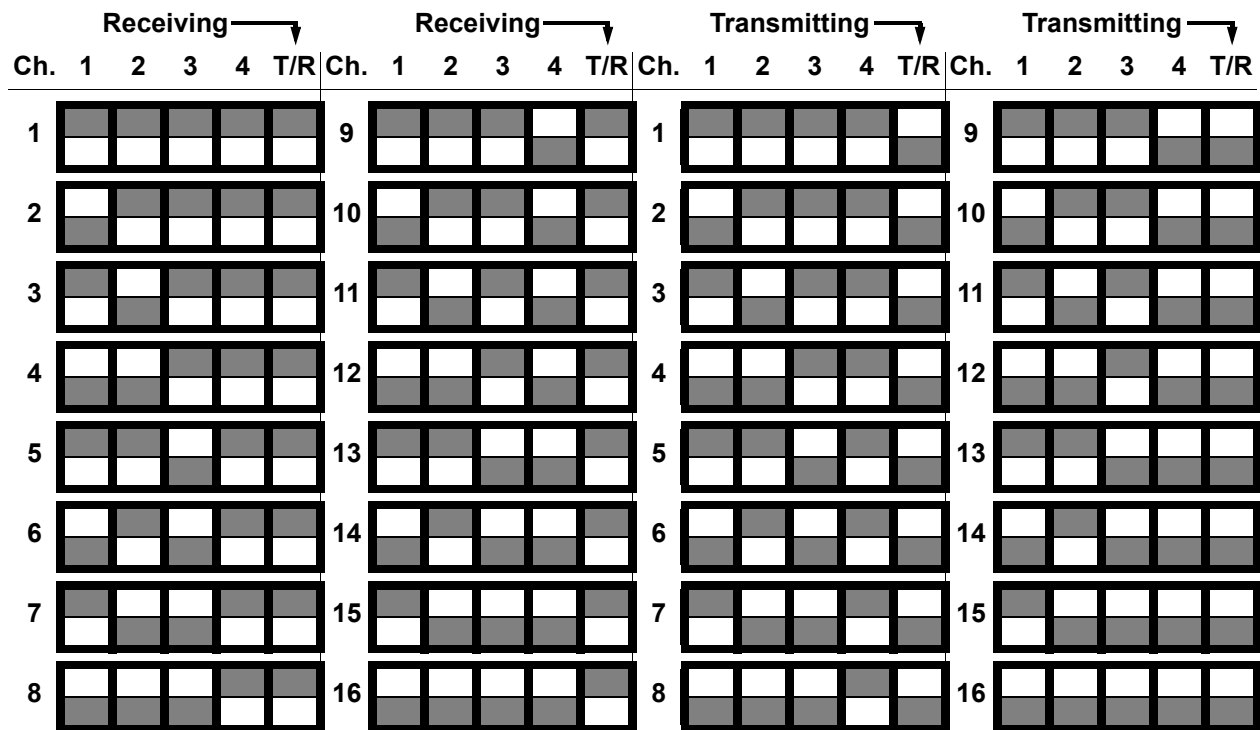 Receiving Receiving Transmitting Transmitting
Ch. 1 2 3 4 T/R Ch. 1 2 3 4 T/R Ch. 1 2 3 4 T/R Ch. 1 2 3 4 T/R
1 9 1 9
2 10 2 10
3 11 3 11
4 12 4 12
5 13 5 13
6 14 6 14
7 15 7 15
8 16 8 16